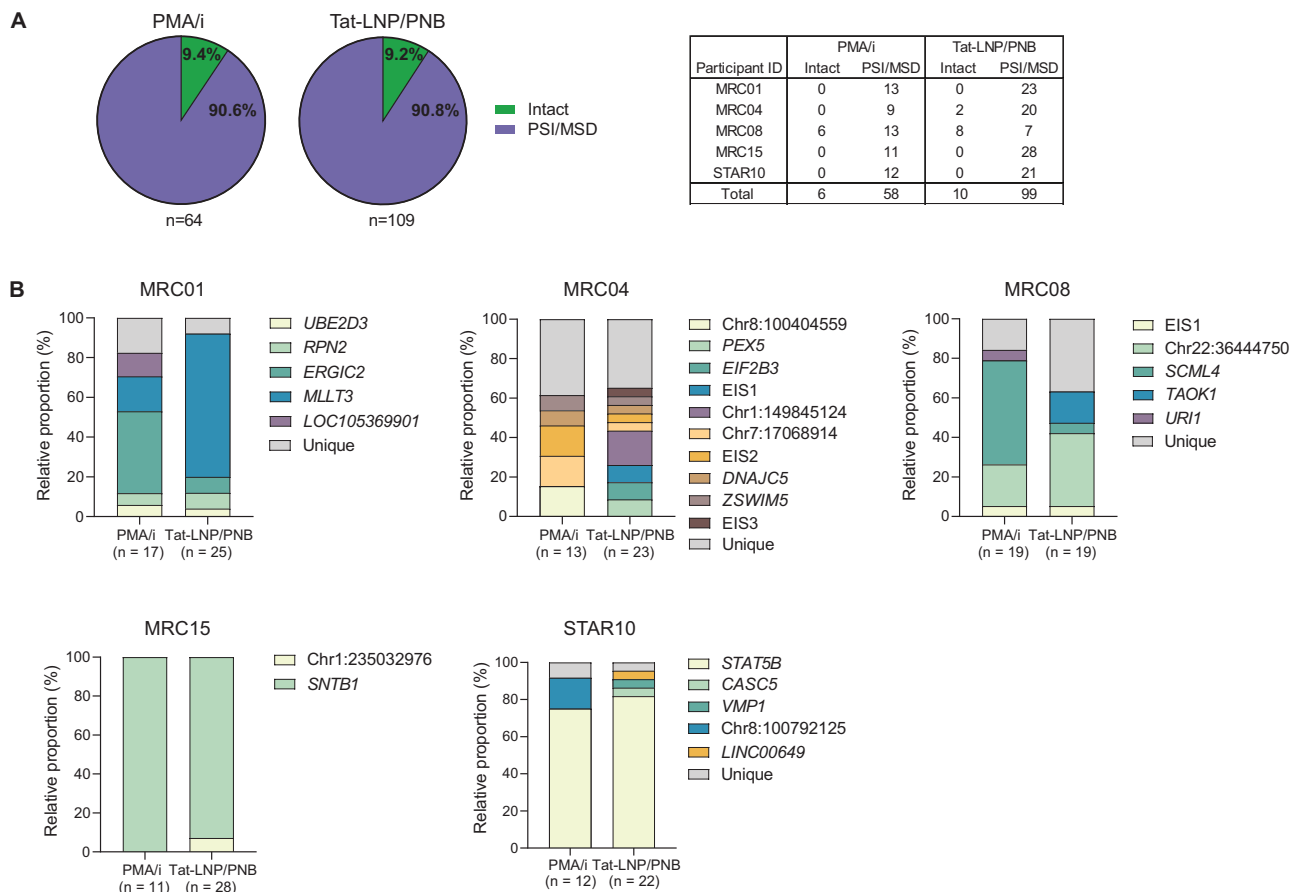 A
PMA/i
Tat-LNP/PNB
9.4%
90.6%
9.2%
90.8%
Intact
PSI/MSD
n=64
n=109
PMA/i Tat-LNP/PNB
Participant ID Intact PSI/MSD Intact PSI/MSD
MRC01 0 13 0 23
MRC04 0 9 2 20
MRC08 6 13 8 7
MRC15 0 11 0 28
STAR10 0 12 0 21
Total 6 58 10 99
B
MRC01
Relative proportion (%)
100
80
60
40
20
0
PMA/i
(n = 17)
Tat-LNP/PNB
(n = 25)
UBE2D3
RPN2
ERGIC2
MLLT3
LOC105369901
Unique
MRC04
Relative proportion (%)
100
80
60
40
20
0
PMA/i
(n = 13)
Tat-LNP/PNB
(n = 23)
Chr8:100404559
PEX5
EIF2B3
EIS1
Chr1:149845124
Chr7:17068914
EIS2
DNAJC5
ZSWIM5
EIS3
Unique
MRC08
Relative proportion (%)
100
80
60
40
20
0
PMA/i
(n = 19)
Tat-LNP/PNB
(n = 19)
EIS1
Chr22:36444750
SCML4
TAOK1
URI1
Unique
MRC15
Relative proportion (%)
100
80
60
40
20
0
PMA/i
(n = 11)
Tat-LNP/PNB
(n = 28)
Chr1:235032976
SNTB1
STAR10
Relative proportion (%)
100
80
60
40
20
0
PMA/i
(n = 12)
Tat-LNP/PNB
(n = 22)
STAT5B
CASC5
VMP1
Chr8:100792125
LINC00649
Unique